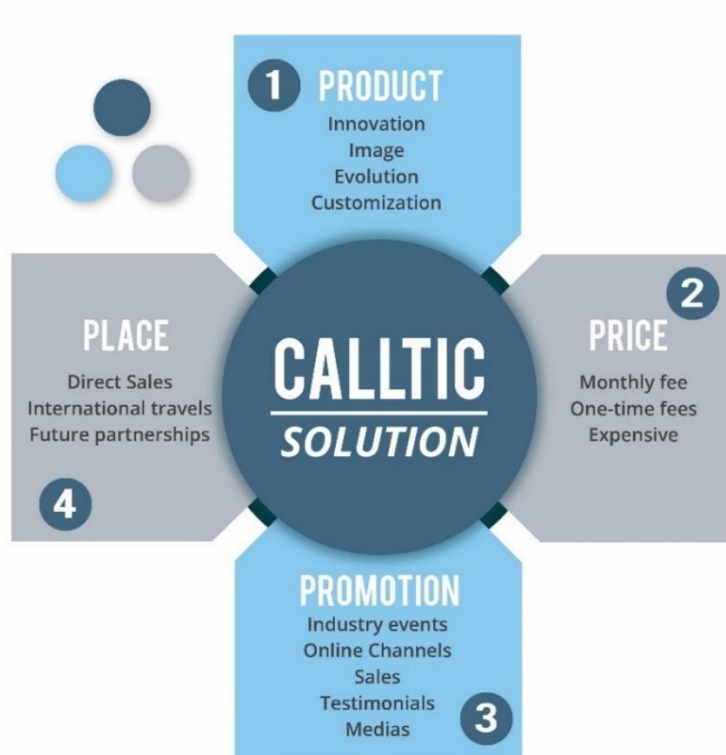 1 PRODUCT
Innovation
Image
Evolution
Customization
2
PRICE
Monthly fee
One-time fees
Expensive
CALLTIC
SOLUTION
PROMOTION
Industry events
Online Channels
Sales
Testimonials
Medias
3
PLACE
Direct Sales
International travels
Future partnerships
4